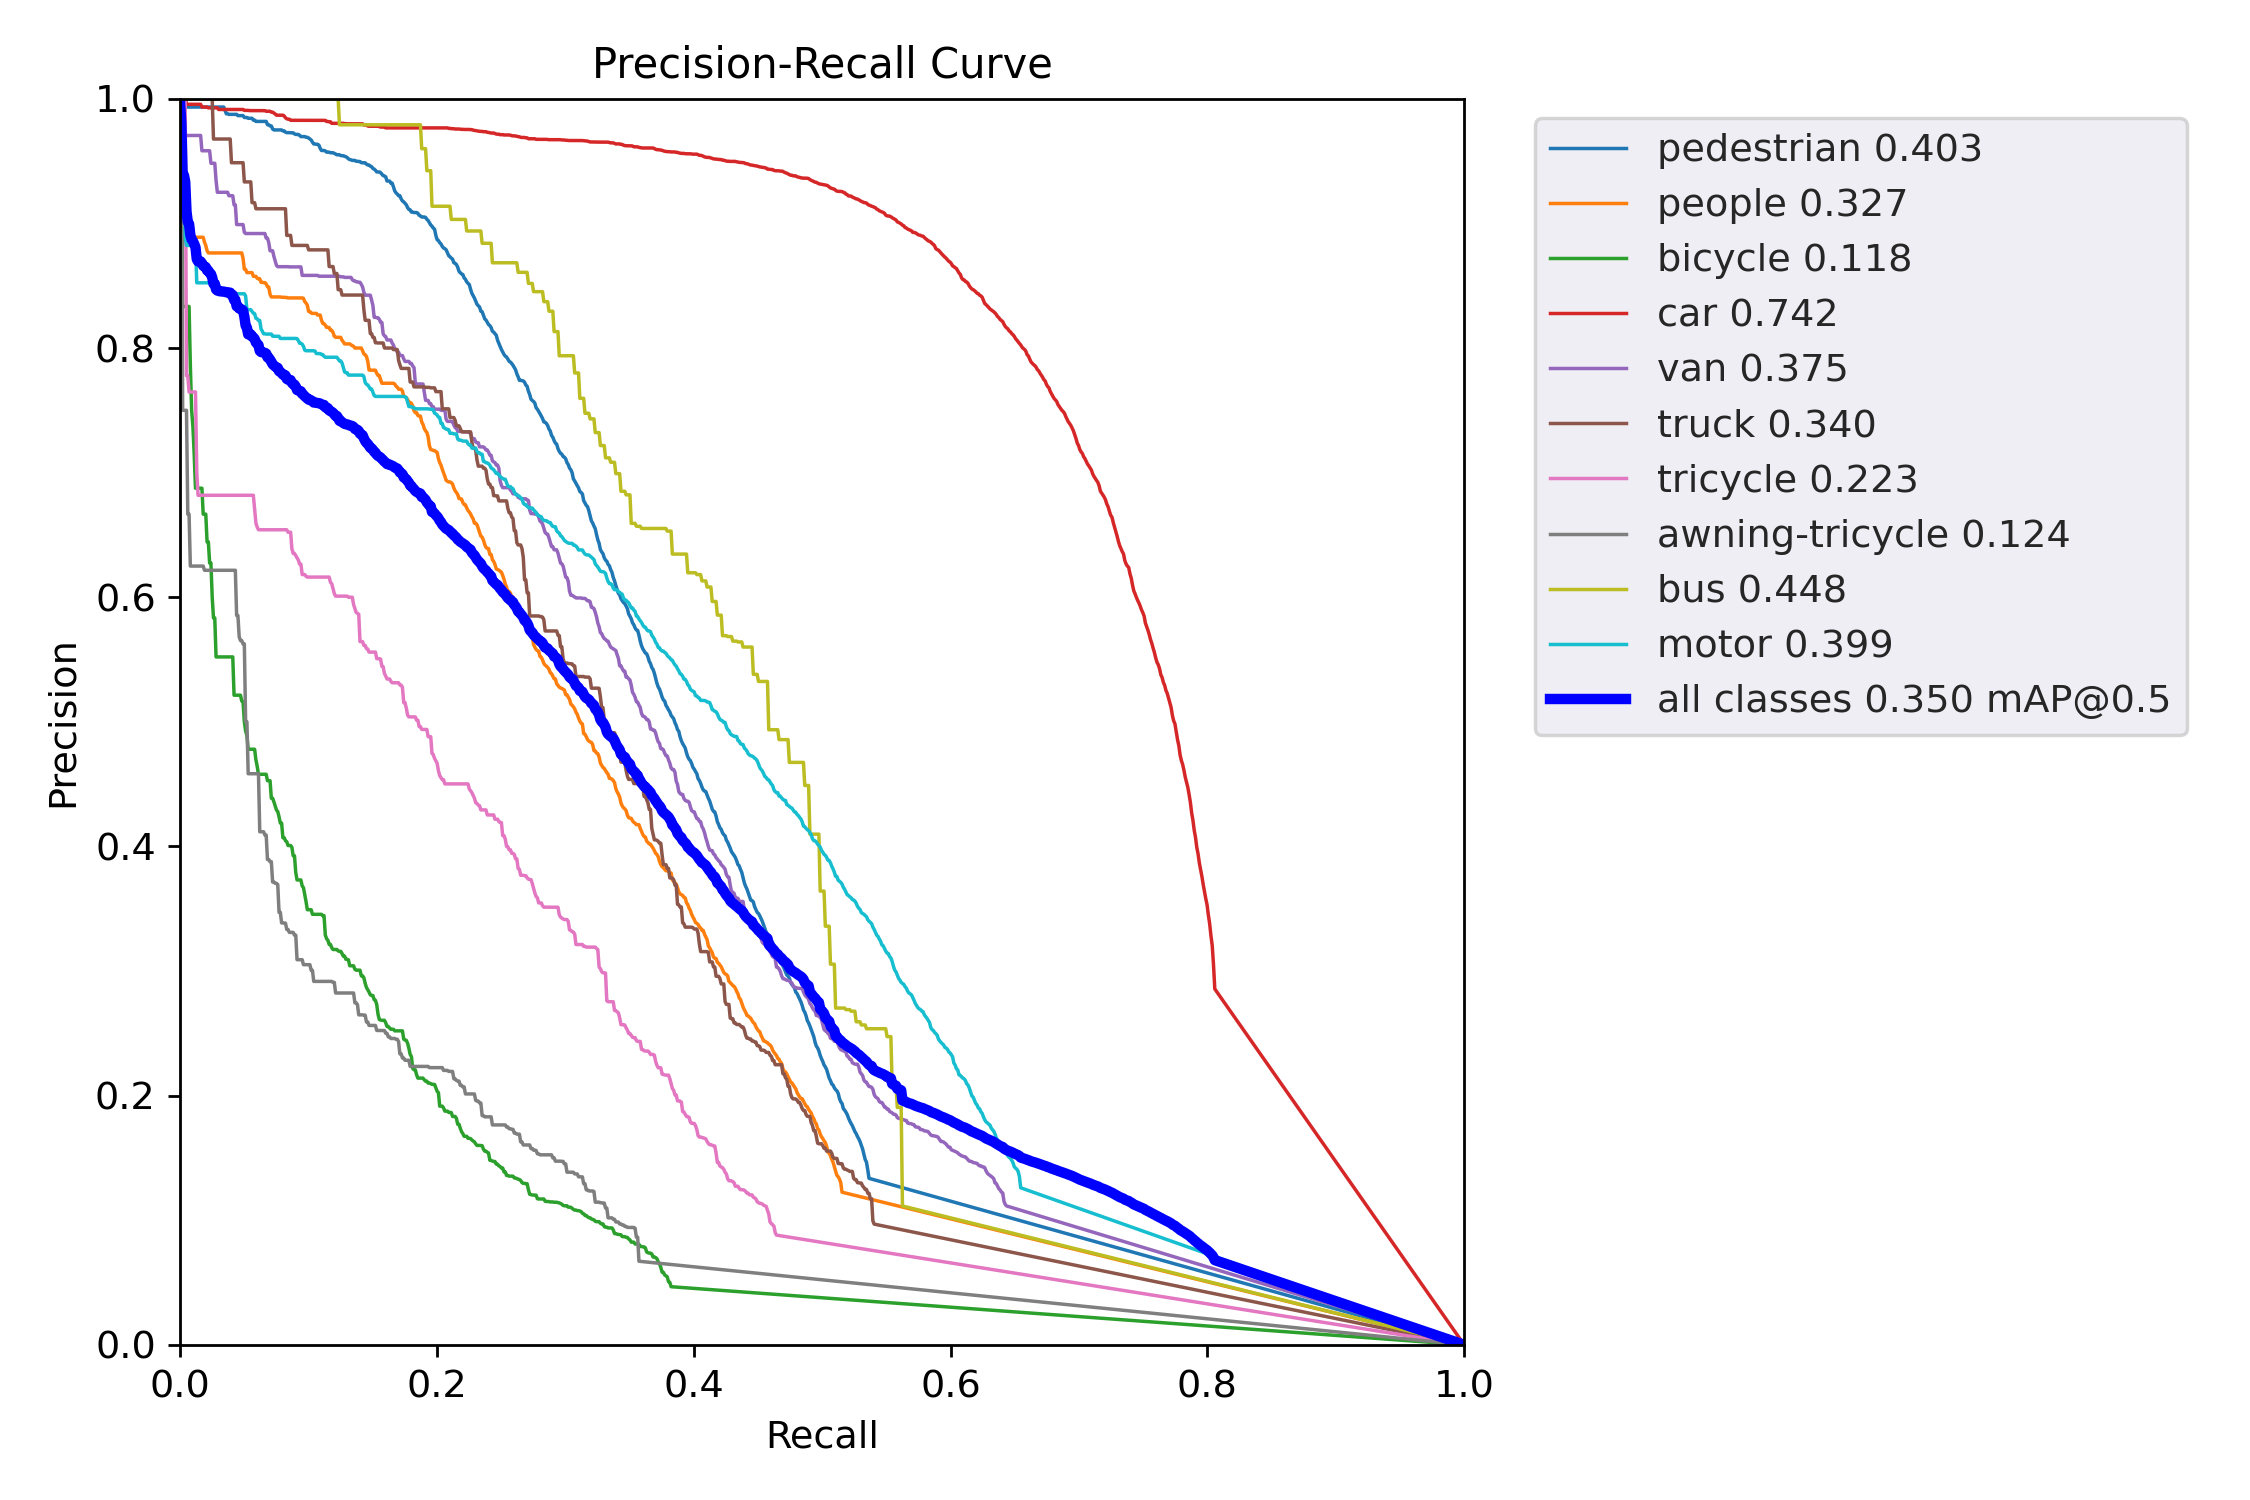 Precision-Recall Curve
1.0
0.8
0.6
0.4
0.2
0.0
Precision
0.0 0.2 0.4 0.6 0.8 1.0
Recall
pedestrian 0.403
people 0.327
bicycle 0.118
car 0.742
van 0.375
truck 0.340
tricycle 0.223
awning-tricycle 0.124
bus 0.448
motor 0.399
all classes 0.350 mAP@0.5